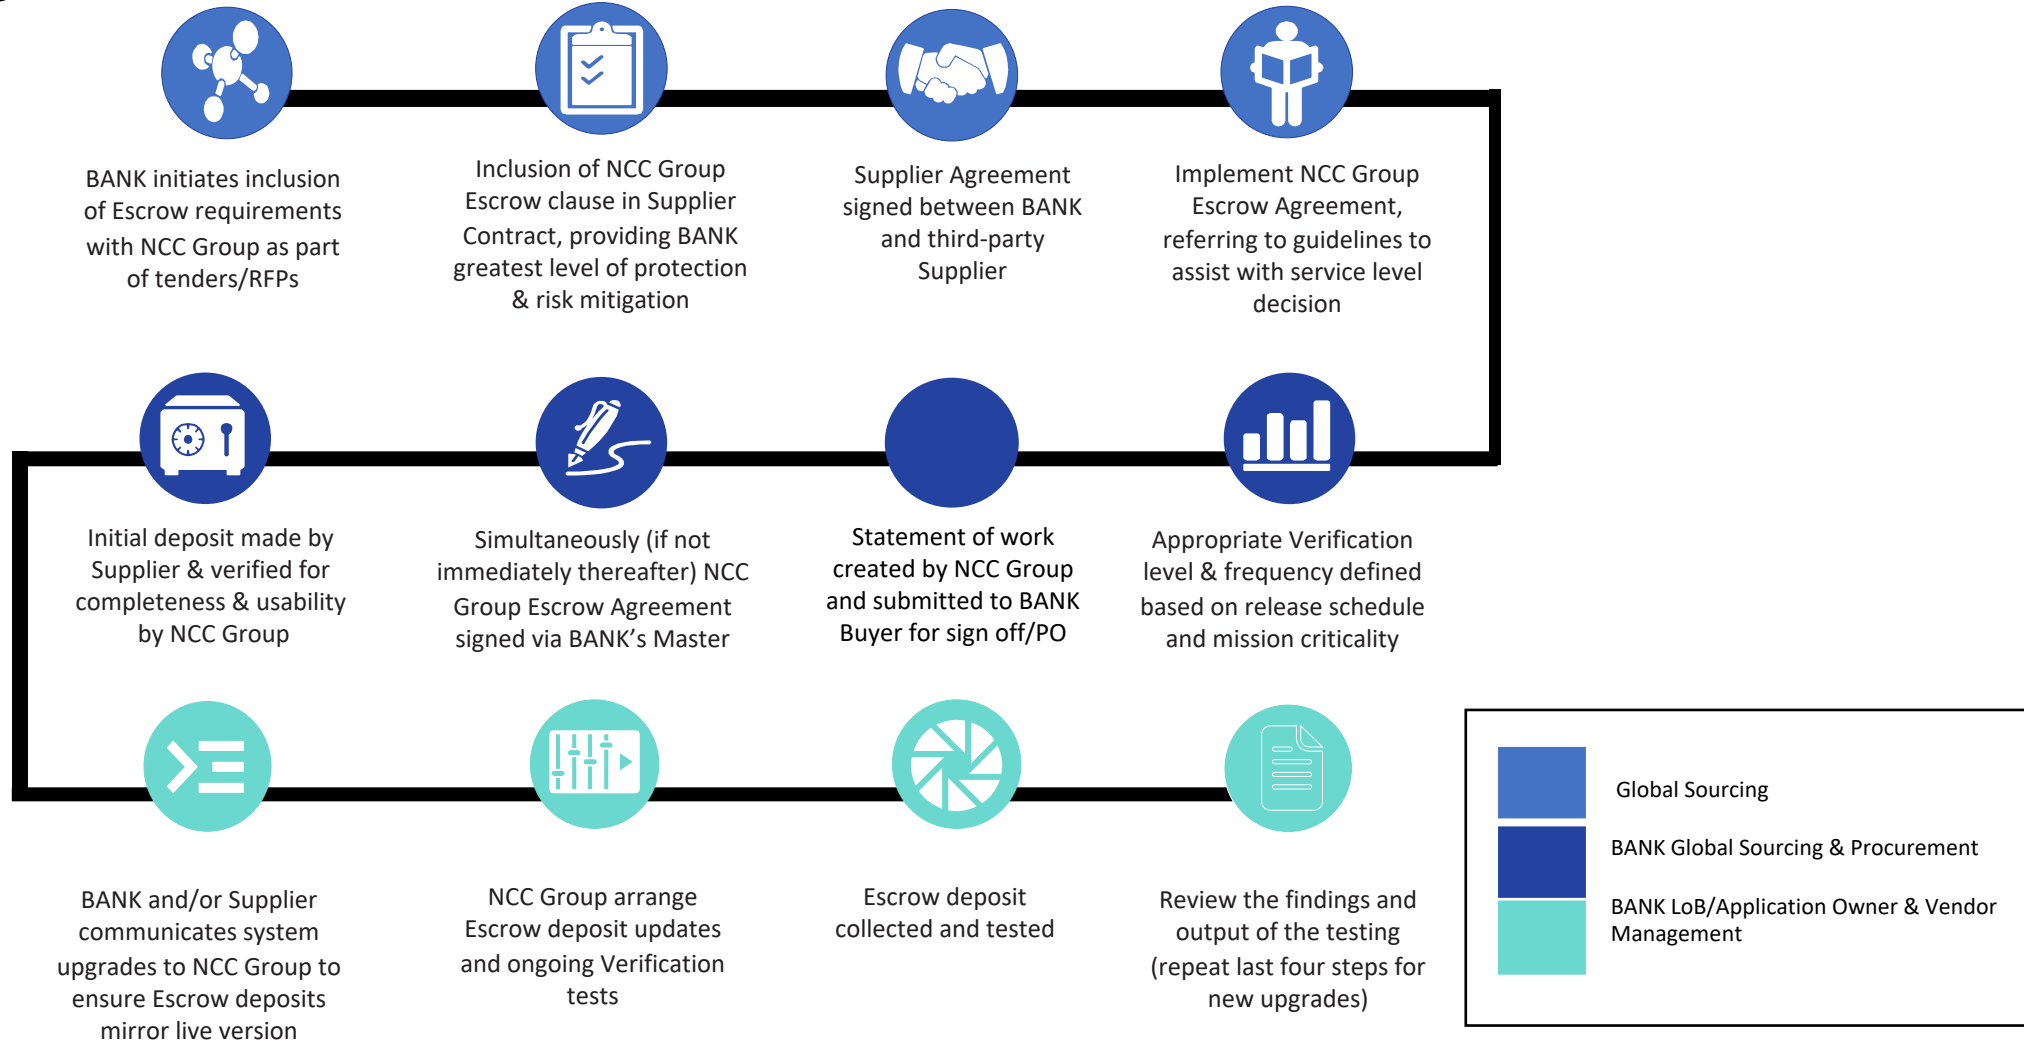 BANK initiates inclusion
of Escrow requirements
with NCC Group as part
of tenders/RFPs
Inclusion of NCC Group
Escrow clause in Supplier
Contract, providing BANK
greatest level of protection
& risk mitigation
Supplier Agreement
signed between BANK
and third-party
Supplier
Implement NCC Group
Escrow Agreement,
referring to guidelines to
assist with service level
decision
Initial deposit made by
Supplier & verified for
completeness & usability
by NCC Group
Simultaneously (if not
immediately thereafter) NCC
Group Escrow Agreement
signed via BANK’s Master
Statement of work
created by NCC Group
and submitted to BANK
Buyer for sign off/PO
Appropriate Verification
level & frequency defined
based on release schedule
and mission criticality
BANK and/or Supplier
communicates system
upgrades to NCC Group to
ensure Escrow deposits
mirror live version
NCC Group arrange
Escrow deposit updates
and ongoing Verification
tests
Escrow deposit
collected and tested
Review the findings and
output of the testing
(repeat last four steps for
new upgrades)
Global Sourcing
BANK Global Sourcing & Procurement
BANK LoB/Application Owner & Vendor
Management